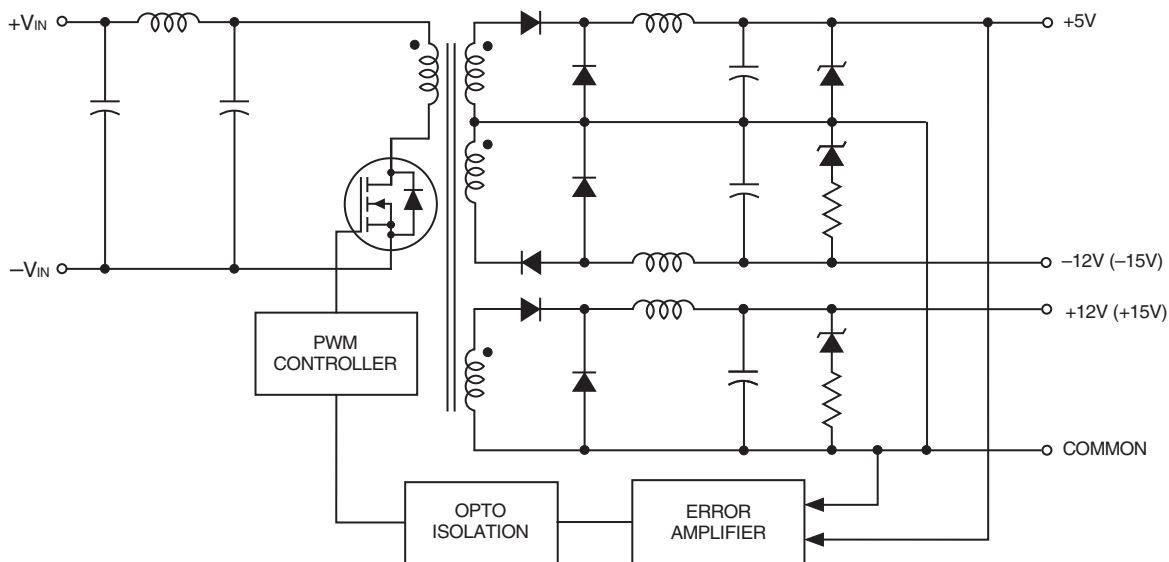 +VIN
+5V
–12V (–15V)
–VIN
+12V (+15V)
PWM
CONTROLLER
COMMON
OPTO
ISOLATION
ERROR
AMPLIFIER